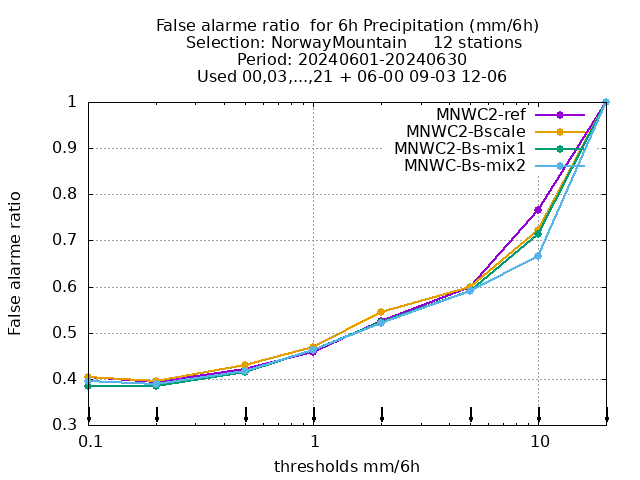 False alarme ratio  for 6h Precipitation (mm/6h)
Selection: NorwayMountain     12 stations
Period: 20240601-20240630
Used 00,03,...,21 + 06-00 09-03 12-06
MNWC2-ref
MNWC2-Bscale
MNWC2-Bs-mix1
MNWC-Bs-mix2
False alarme ratio
1
0.9
0.8
0.7
0.6
0.5
0.4
0.3
0.1 1 10
thresholds mm/6h